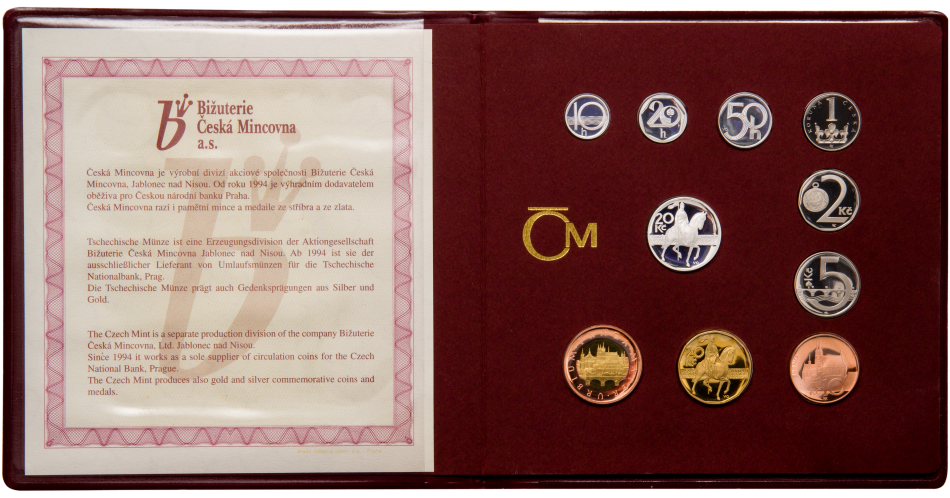 Bižuterie
Česká Mincovna
a.s.
Česká Mincovna je výrobní divizí akciové společnosti Bižuterie Česká
Mincovna, Jablonec nad Nisou. Od roku 1994 je výhradním dodavatelem
oběživa pro Českou národní banku Praha.
Česká Mincovna razí i pamětní mince a medaile ze stříbra a ze zlata.
Tschechische Münze ist eine Erzeugungsdivision der Aktiongesellschaft
Bižuterie Česká Mincovna Jablonec nad Nisou. Ab 1994 ist sie der
ausschließlicher Lieferant von Umlaufsmünzen für die Tschechische
Nationalbank, Prag.
Die Tschechische Münze prägt auch Gedenksprägungen aus Silber und
Gold.
The Czech Mint is a separate production division of the company Bižuterie
Česká Mincovna, Ltd. Jablonec nad Nisou.
Since 1994 it works as a sole supplier of circulation coins for the Czech
National Bank, Prague.
The Czech Mint produces also gold and silver commemorative coins and
medals.
10
h
20
h
50
h
1
KORUNA ČESKÁ
2
Kč
20
Kč
ČM
5
Kč